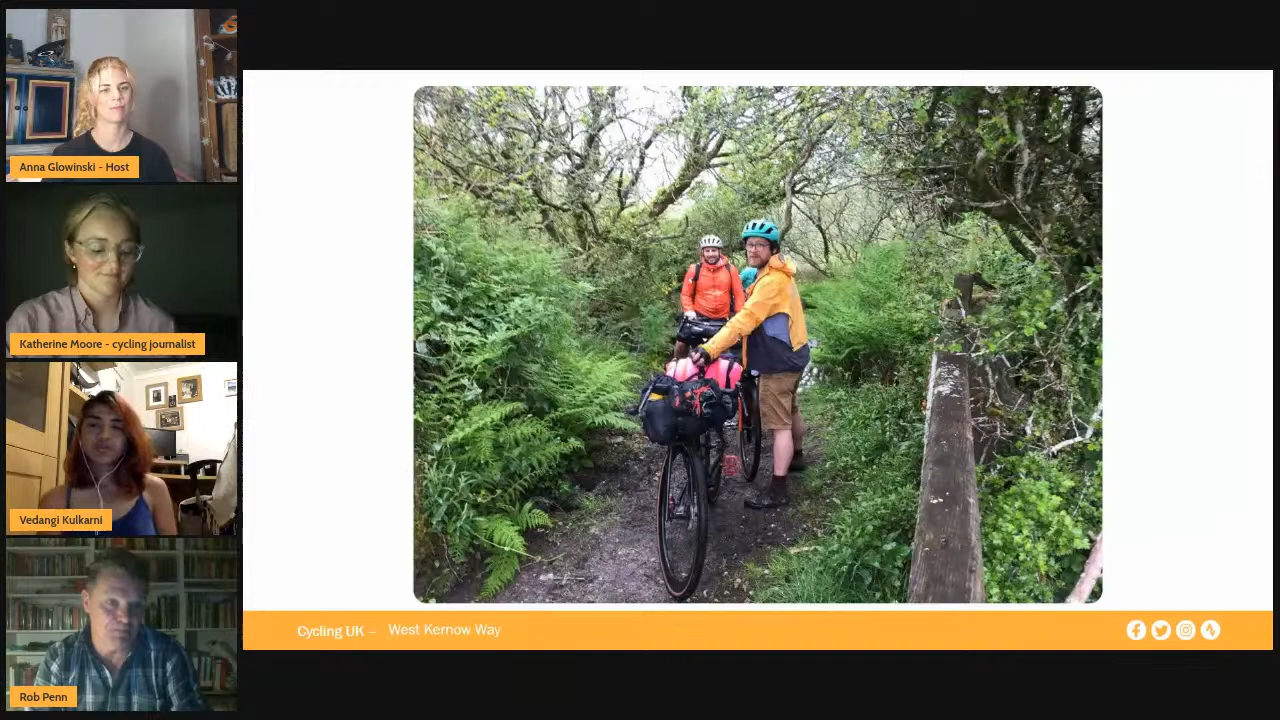 Anna Glowinski - Host
Katherine Moore - cycling journalist
Vedangi Kulkarni
Rob Penn
Cycling UK – West Kernow Way